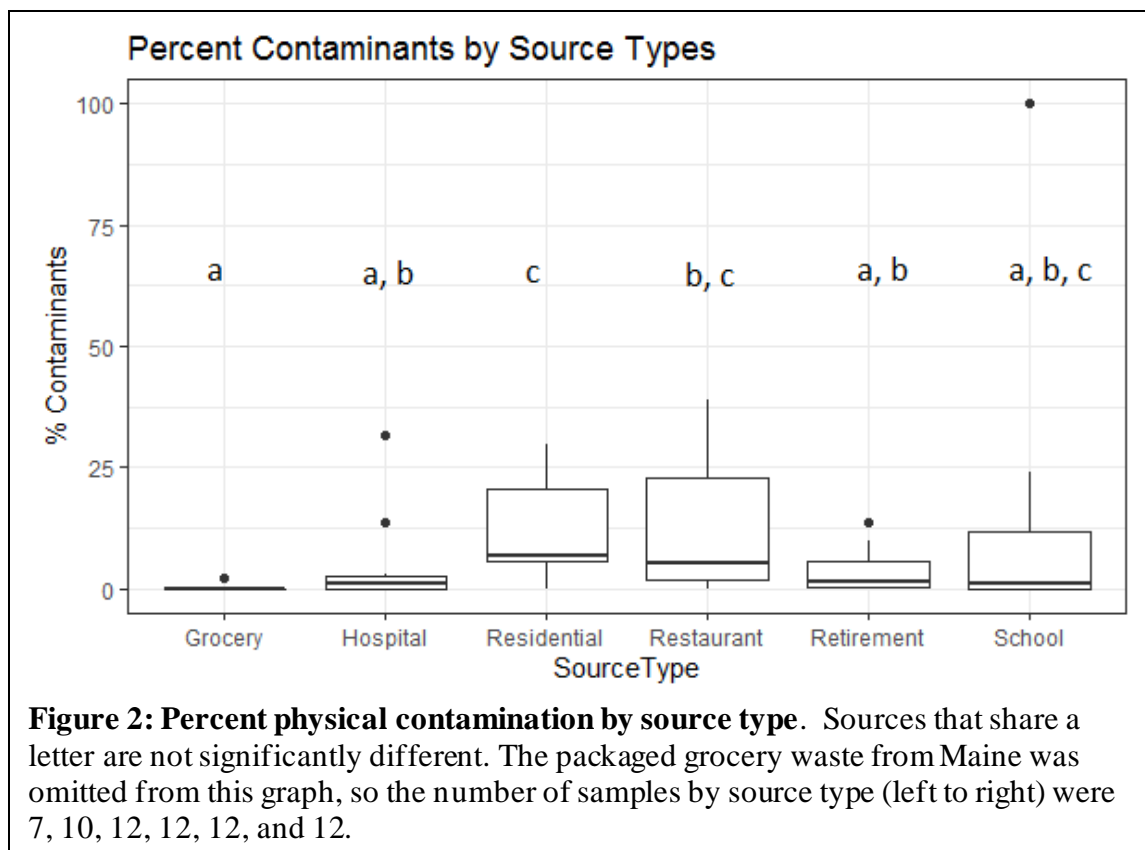 Percent Contaminants by Source Types
100
75
50
25
0
% Contaminants
a
a, b
c
b, c
a, b
a, b, c
Grocery
Hospital
Residential
Restaurant
Retirement
School
SourceType
Figure 2: Percent physical contamination by source type. Sources that share a
letter are not significantly different. The packaged grocery waste from Maine was
omitted from this graph, so the number of samples by source type (left to right) were
7, 10, 12, 12, 12, and 12.